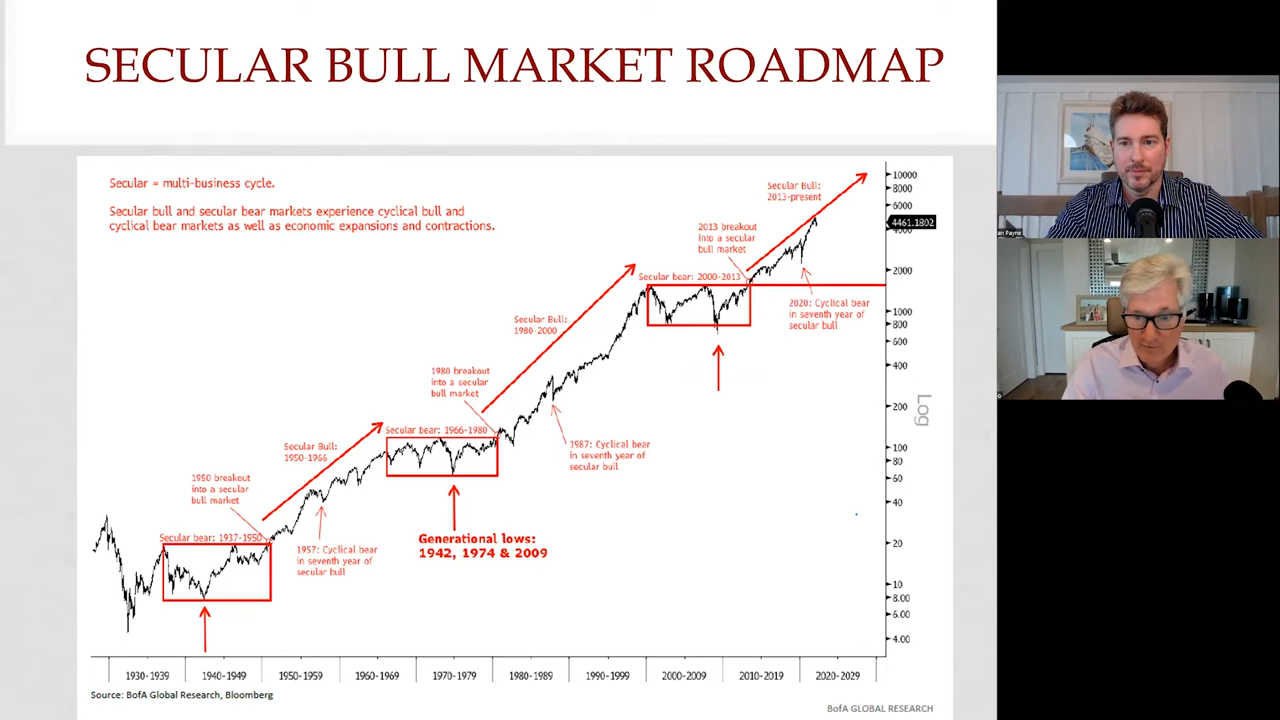 SECULAR BULL MARKET ROADMAP
Secular = multi-business cycle.
Secular bull and secular bear markets experience cyclical bull and
cyclical bear markets as well as economic expansions and contractions.
Secular Bull:
2013-present
2013 breakout
into a secular
bull market
Secular bear: 2000-2013
2020: Cyclical bear
in seventh year of
secular bull
Secular Bull:
1980-2000
1980 breakout
into a secular
bull market
Secular bear: 1966-1980
1987: Cyclical bear
in seventh year of
secular bull
Secular Bull:
1950-1966
1950 breakout
into a secular
bull market
Secular bear: 1937-1950
1957: Cyclical bear
in seventh year of
secular bull
Generational lows:
1942, 1974 & 2009
10000
8000
6000
4461.1802
4000
2000
1000
800
600
400
200
100
80
60
40
20
10
8.00
6.00
4.00
Log
1930-1939
1940-1949
1950-1959
1960-1969
1970-1979
1980-1989
1990-1999
2000-2009
2010-2019
2020-2029
Source: BofA Global Research, Bloomberg
BofA GLOBAL RESEARCH
Payne